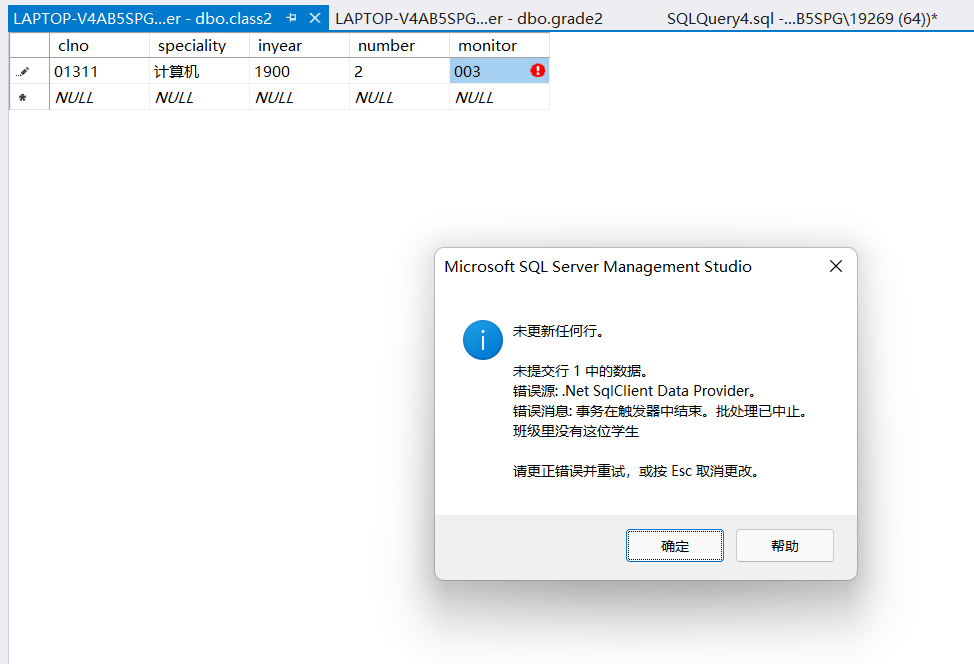 LAPTOP-V4AB5SPG...er - dbo.class2 LAPTOP-V4AB5SPG...er - dbo.grade2 SQLQuery4.sql -...B5SPG\19269 (64))*
clno speciality inyear number monitor
01311 计算机 1900 2 003
NULL NULL NULL NULL NULL
Microsoft SQL Server Management Studio
未更新任何行。
未提交行 1 中的数据。
错误源: .Net SqlClient Data Provider。
错误消息: 事务在触发器中结束。批处理已中止。
班级里没有这位学生
请更正错误并重试，或按 Esc 取消更改。
确定 帮助